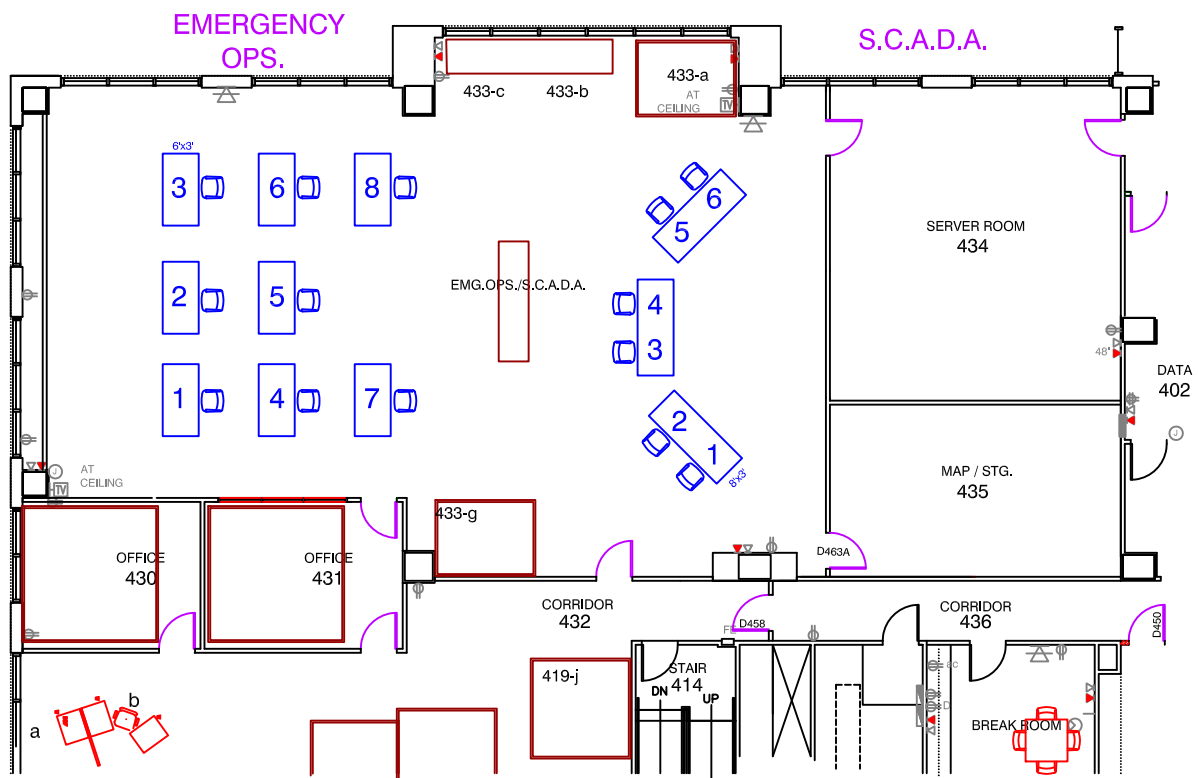 EMERGENCY
OPS.
S.C.A.D.A.
433-c
433-b
433-a
AT
CEILING
TV
6'x3'
3
6
8
6
5
SERVER ROOM
434
EMG.OPS./S.C.A.D.A.
2
5
4
3
48"
DATA
402
J
1
4
7
2
1
8'x3'
MAP / STG.
435
J
AT
CEILING
TV
433-g
OFFICE
430
OFFICE
431
D463A
CORRIDOR
432
D458
FE
CORRIDOR
436
D450
419-j
STAIR
414
DN
UP
a
b
BREAK ROOM